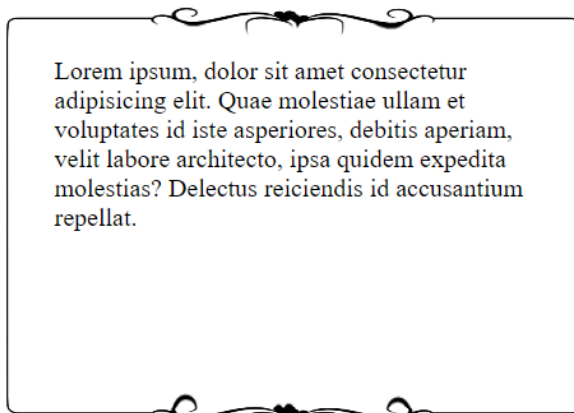 Lorem ipsum, dolor sit amet consectetur
adipisicing elit. Quae molestiae ullam et
voluptates id iste asperiores, debitis aperiam,
velit labore architecto, ipsa quidem expedita
molestias? Delectus reiciendis id accusantium
repellat.